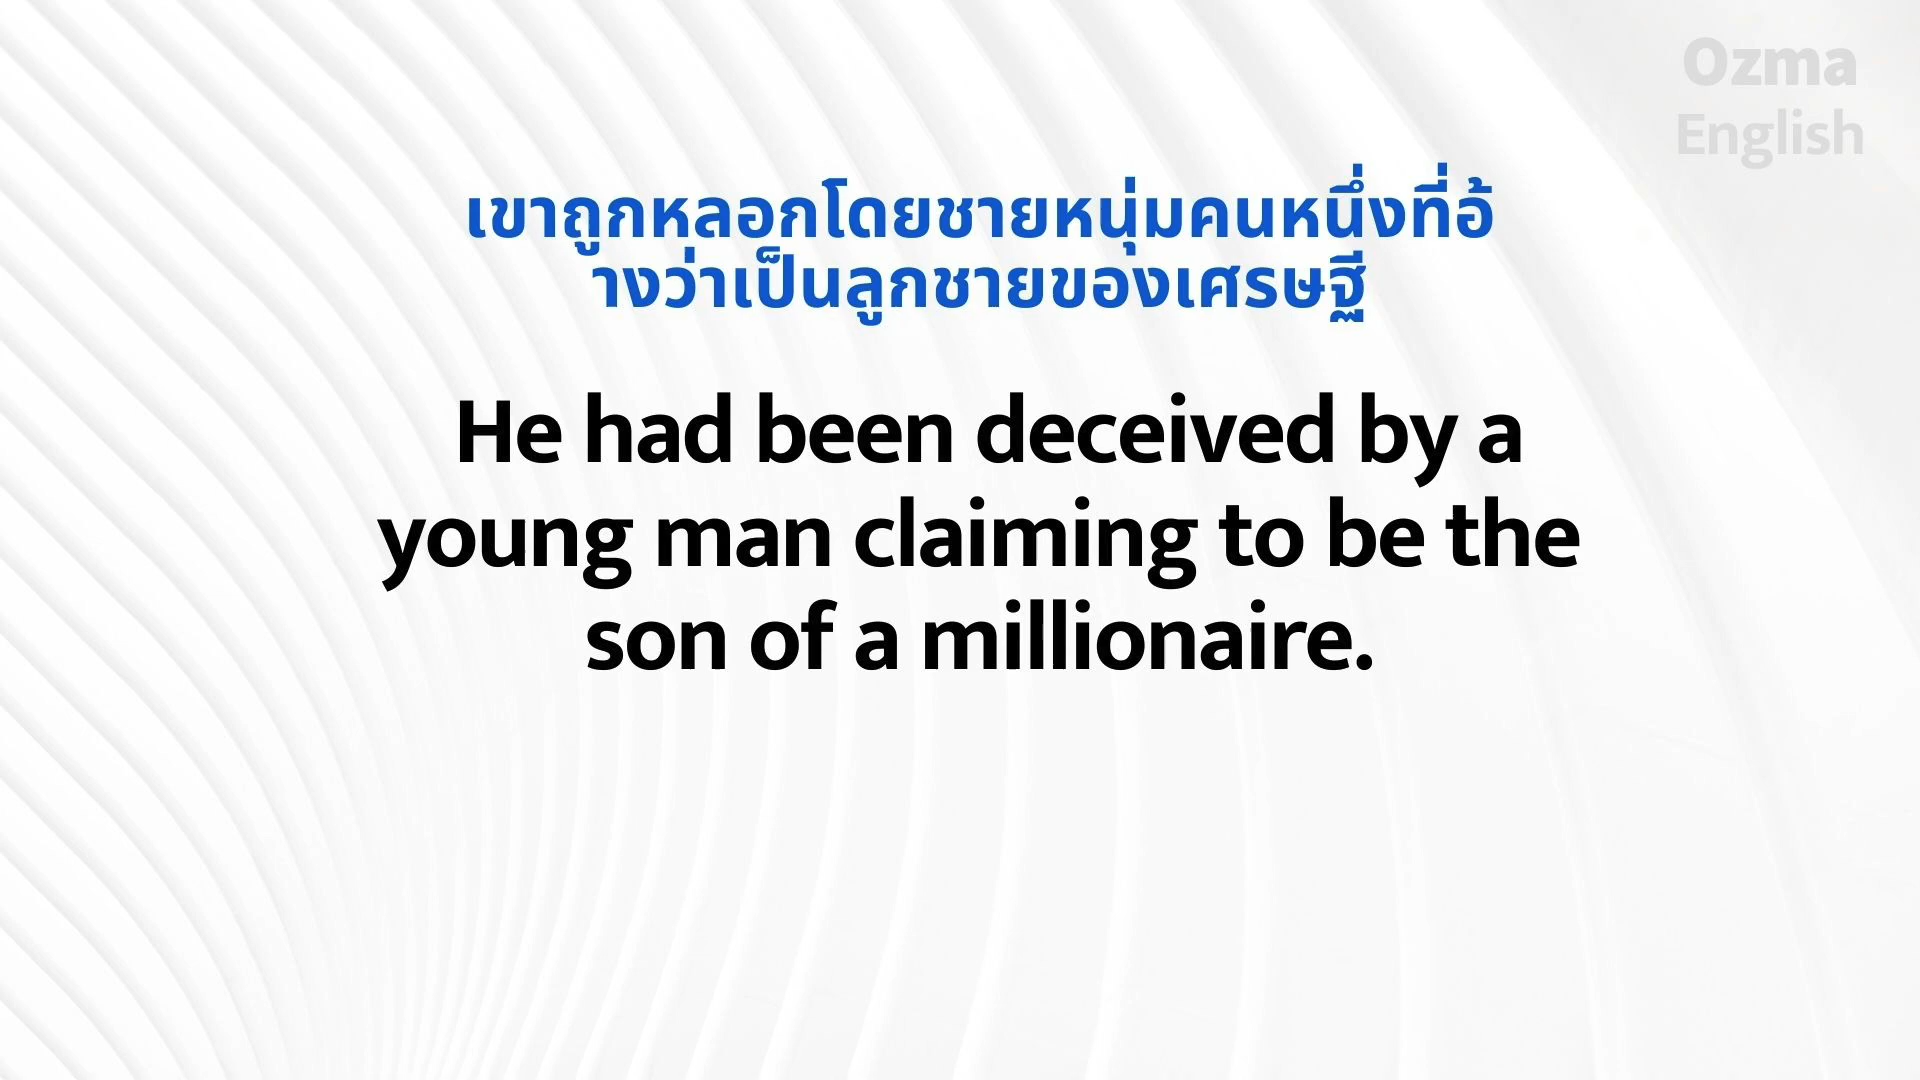 Ozma
English
เขาถูกหลอกโดยชายหนุ่มคนหนึ่งที่อ้
างว่าเป็นลูกชายของเศรษฐี
He had been deceived by a
young man claiming to be the
son of a millionaire.